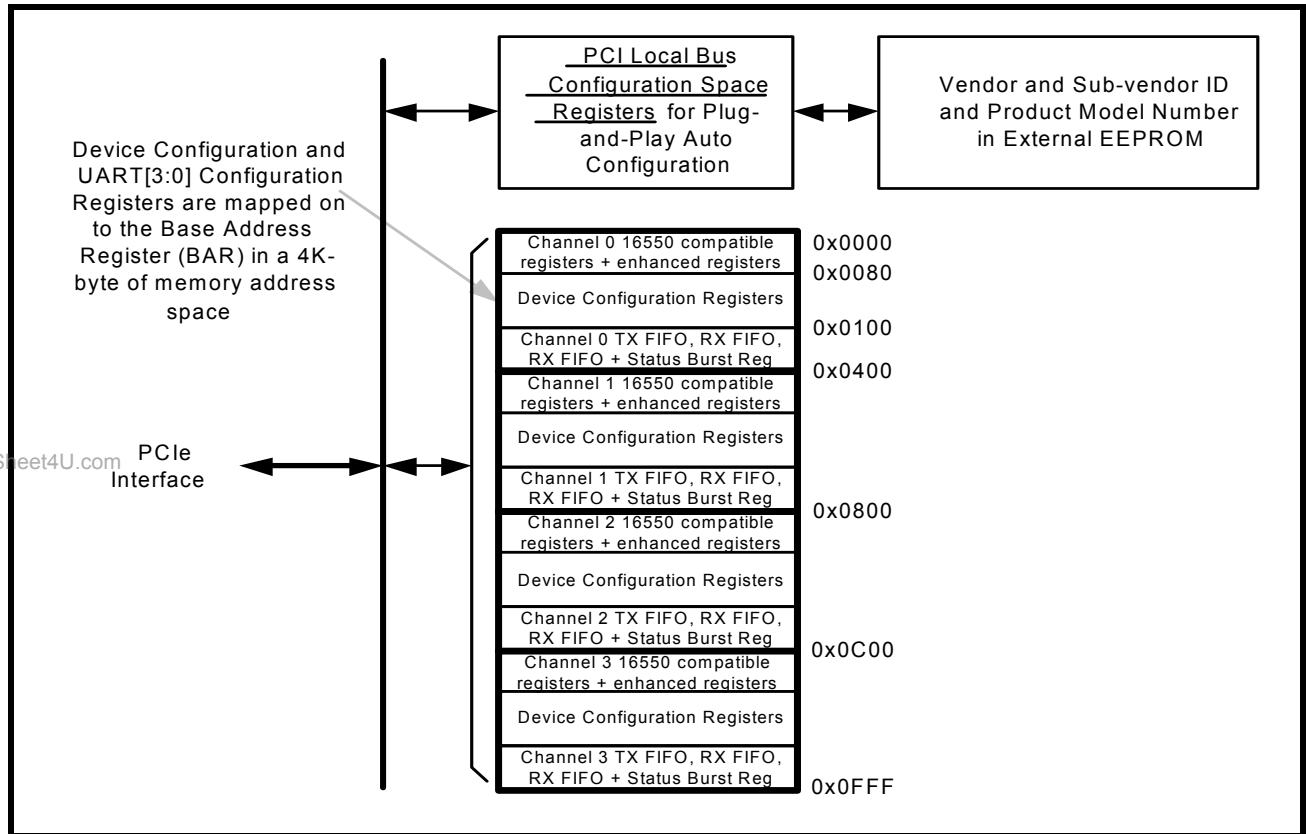 PCI Local Bus
Configuration Space
Registers for Plug-
and-Play Auto
Configuration
Vendor and Sub-vendor ID
and Product Model Number
in External EEPROM
Device Configuration and
UART[3:0] Configuration
Registers are mapped on
to the Base Address
Register (BAR) in a 4K-
byte of memory address
space
Channel 0 16550 compatible
registers + enhanced registers
0x0000
0x0080
Device Configuration Registers
0x0100
Channel 0 TX FIFO, RX FIFO,
RX FIFO + Status Burst Reg
0x0400
Channel 1 16550 compatible
registers + enhanced registers
Device Configuration Registers
heet4U.com
PCIe
Interface
Channel 1 TX FIFO, RX FIFO,
RX FIFO + Status Burst Reg
0x0800
Channel 2 16550 compatible
registers + enhanced registers
Device Configuration Registers
Channel 2 TX FIFO, RX FIFO,
RX FIFO + Status Burst Reg
0x0C00
Channel 3 16550 compatible
registers + enhanced registers
Device Configuration Registers
Channel 3 TX FIFO, RX FIFO,
RX FIFO + Status Burst Reg
0x0FFF